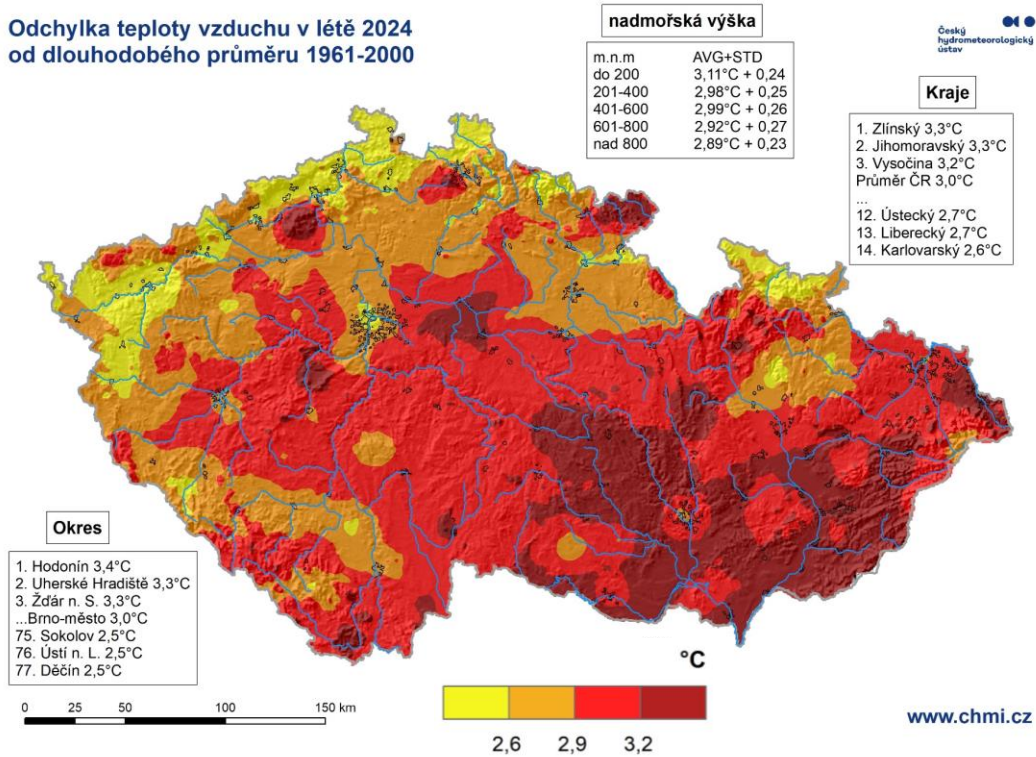 Odchylka teploty vzduchu v létě 2024
od dlouhodobého průměru 1961-2000
nadmořská výška
m.n.m AVG+STD
do 200 3,11°C + 0,24
201-400 2,98°C + 0,25
401-600 2,99°C + 0,26
601-800 2,92°C + 0,27
nad 800 2,89°C + 0,23
Český
hydrometeorologický
ústav
Kraje
1. Zlínský 3,3°C
2. Jihomoravský 3,3°C
3. Vysočina 3,2°C
Průměr ČR 3,0°C
...
12. Ústecký 2,7°C
13. Liberecký 2,7°C
14. Karlovarský 2,6°C
Okres
1. Hodonín 3,4°C
2. Uherské Hradiště 3,3°C
3. Žďár n. S. 3,3°C
...Brno-město 3,0°C
75. Sokolov 2,5°C
76. Ústí n. L. 2,5°C
77. Děčín 2,5°C
0 25 50 100 150 km
°C
2,6 2,9 3,2
www.chmi.cz